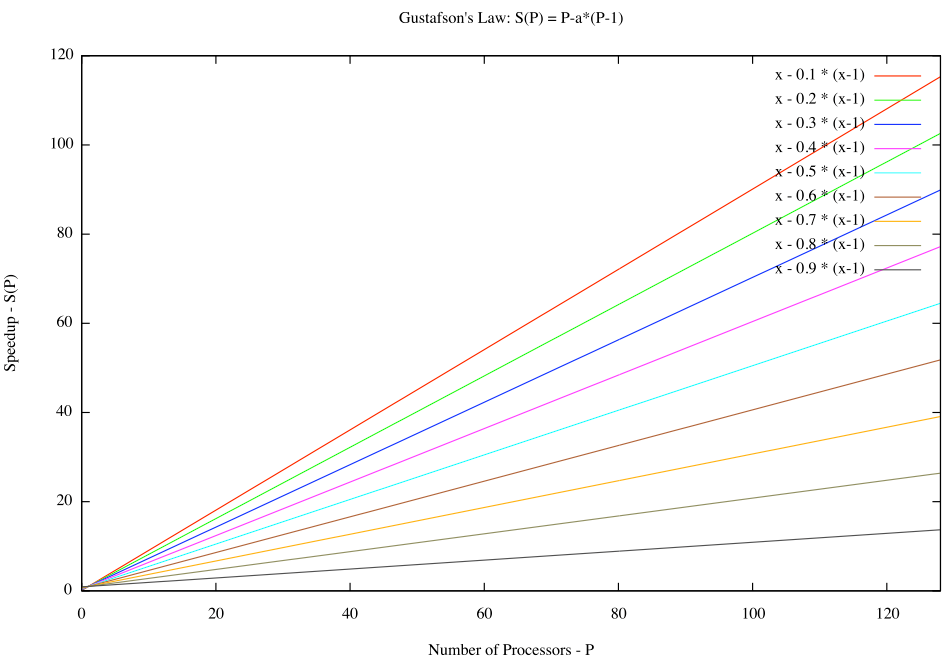 Gustafson's Law: S(P) = P-a*(P-1)
120
100
80
60
40
20
0
Speedup - S(P)
x - 0.1 * (x-1)
x - 0.2 * (x-1)
x - 0.3 * (x-1)
x - 0.4 * (x-1)
x - 0.5 * (x-1)
x - 0.6 * (x-1)
x - 0.7 * (x-1)
x - 0.8 * (x-1)
x - 0.9 * (x-1)
0 20 40 60 80 100 120
Number of Processors - P